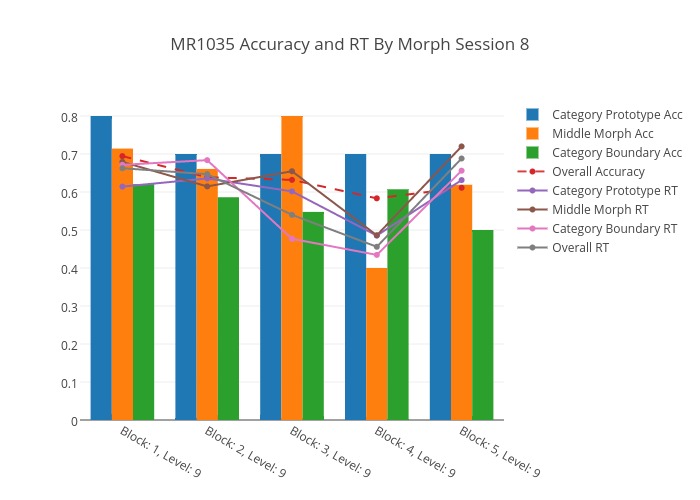 MR1035 Accuracy and RT By Morph Session 8
0.8
0.7
0.6
0.5
0.4
0.3
0.2
0.1
0
Block: 1, Level: 9
Block: 2, Level: 9
Block: 3, Level: 9
Block: 4, Level: 9
Block: 5, Level: 9
Category Prototype Acc
Middle Morph Acc
Category Boundary Acc
Overall Accuracy
Category Prototype RT
Middle Morph RT
Category Boundary RT
Overall RT